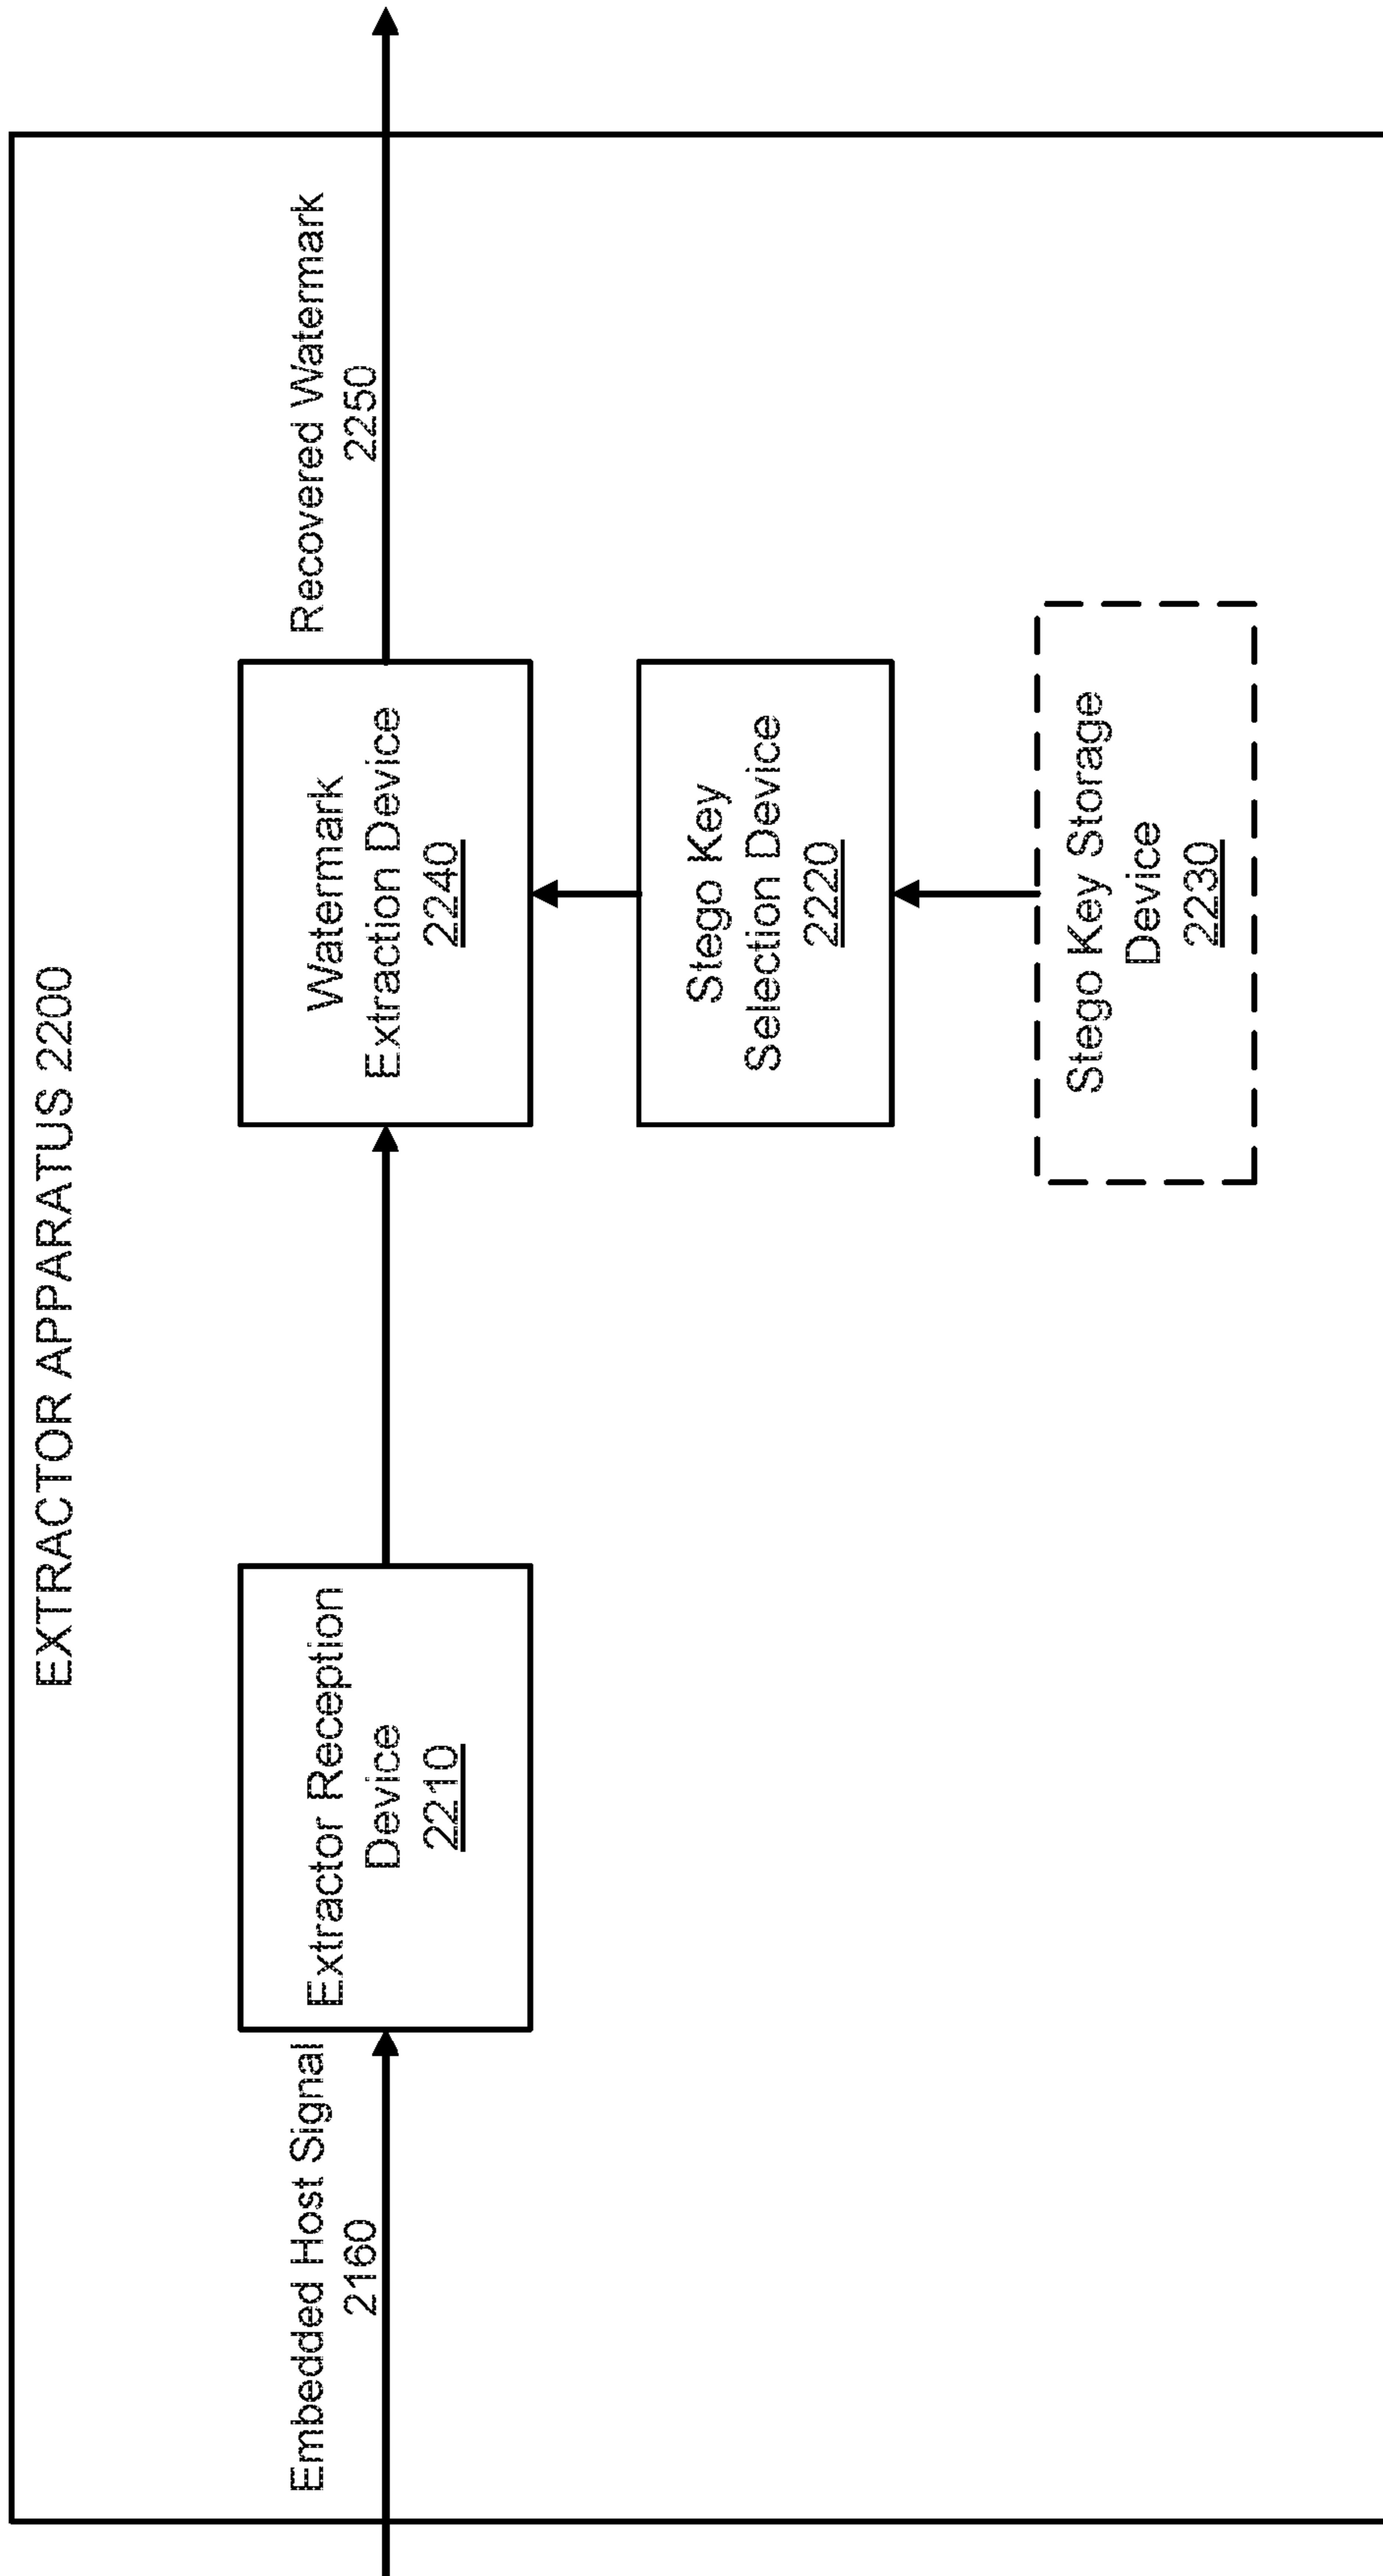 EXTRACTOR APPARATUS 2200
Embedded Host Signal
2160
Extractor Reception
Device
2210
Watermark
Extraction Device
2240
Recovered Watermark
2250
Stego Key
Selection Device
2220
Stego Key Storage
Device
2230